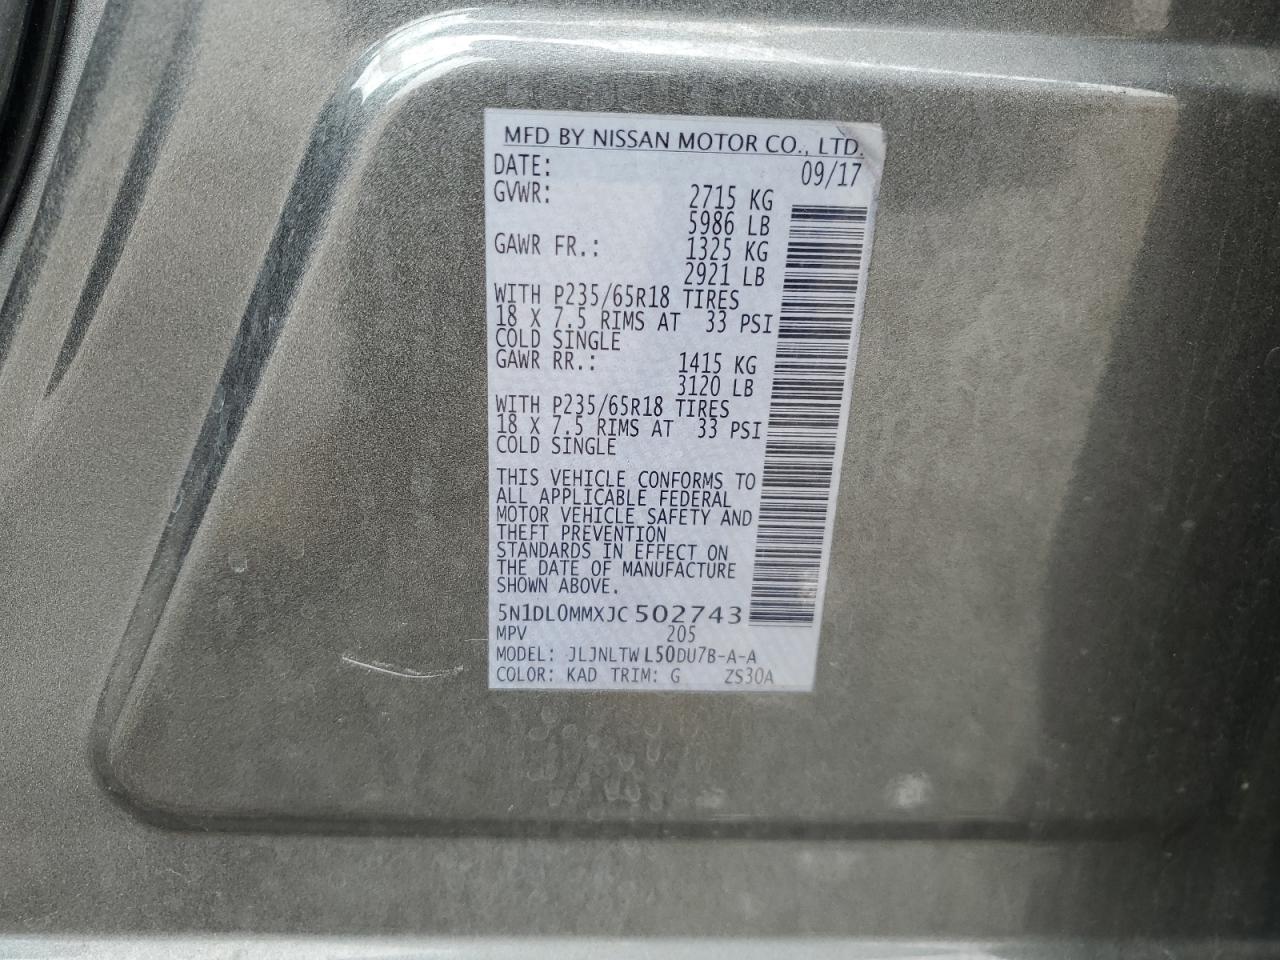 MFD BY NISSAN MOTOR CO., LTD.
DATE: 09/17
GVWR: 2715 KG
5986 LB
GAWR FR.: 1325 KG
2921 LB
WITH P235/65R18 TIRES
18 X 7.5 RIMS AT 33 PSI
COLD SINGLE
GAWR RR.: 1415 KG
3120 LB
WITH P235/65R18 TIRES
18 X 7.5 RIMS AT 33 PSI
COLD SINGLE
THIS VEHICLE CONFORMS TO
ALL APPLICABLE FEDERAL
MOTOR VEHICLE SAFETY AND
THEFT PREVENTION
STANDARDS IN EFFECT ON
THE DATE OF MANUFACTURE
SHOWN ABOVE.
5N1DL0MMXJC502743
MPV 205
MODEL: JLJNLTWL50DU7B-A-A
COLOR: KAD TRIM: G ZS30A